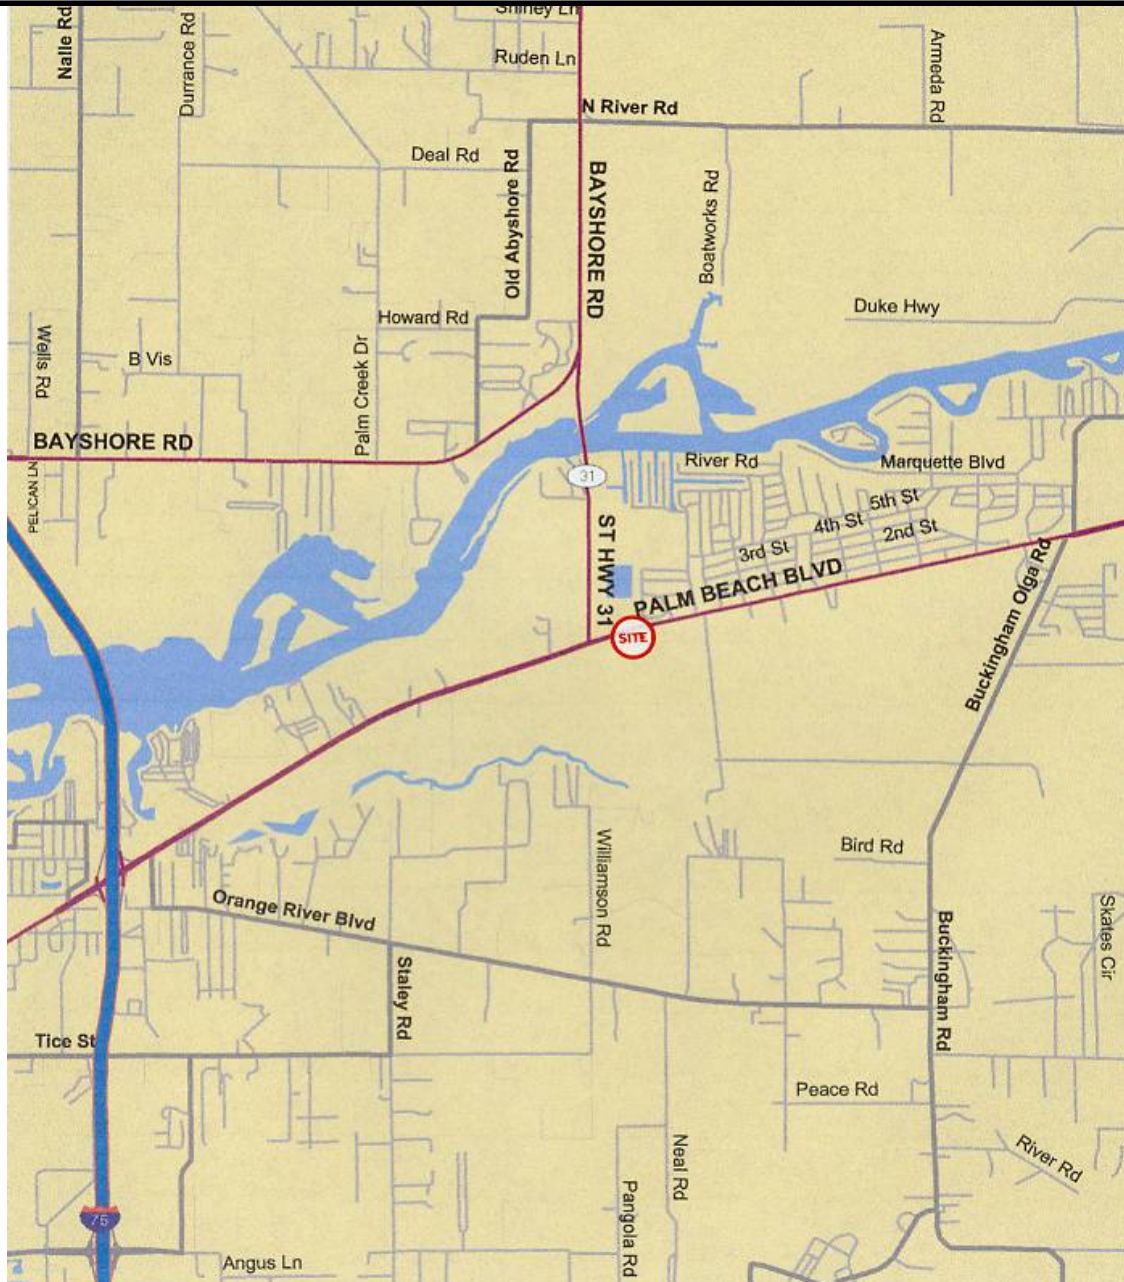 Shirley Ln
Nalle Rd
Durrance Rd
Ruden Ln
Armeda Rd
N River Rd
Deal Rd
Old Abyshore Rd
BAYSHORE RD
Boatworks Rd
Duke Hwy
Howard Rd
Wells Rd
B Vis
Palm Creek Dr
BAYSHORE RD
PELICAN LN
River Rd
Marquette Blvd
31
5th St
4th St
2nd St
3rd St
ST HWY 31
PALM BEACH BLVD
SITE
Buckingham Olga Rd
Williamson Rd
Bird Rd
Orange River Blvd
Skates Cir
Buckingham Rd
Staley Rd
Tice St
Peace Rd
Neal Rd
River Rd
Pangola Rd
75
Angus Ln